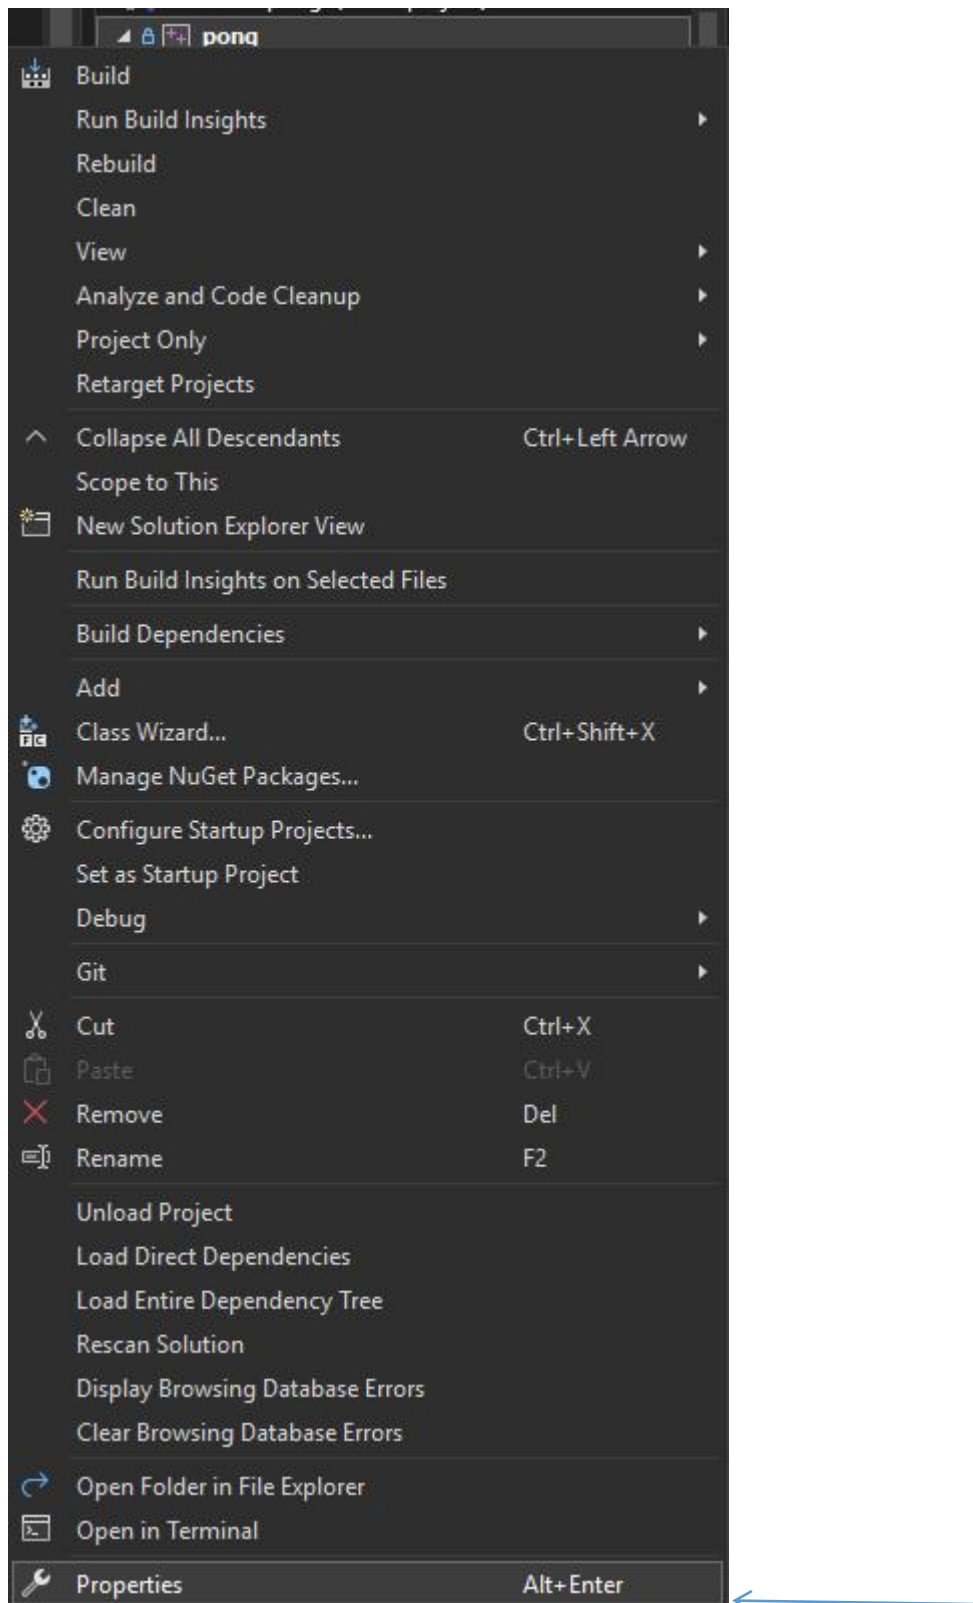 pong
Build
Run Build Insights
Rebuild
Clean
View
Analyze and Code Cleanup
Project Only
Retarget Projects
Collapse All Descendants Ctrl+Left Arrow
Scope to This
New Solution Explorer View
Run Build Insights on Selected Files
Build Dependencies
Add
Class Wizard... Ctrl+Shift+X
Manage NuGet Packages...
Configure Startup Projects...
Set as Startup Project
Debug
Git
Cut Ctrl+X
Paste Ctrl+V
Remove Del
Rename F2
Unload Project
Load Direct Dependencies
Load Entire Dependency Tree
Rescan Solution
Display Browsing Database Errors
Clear Browsing Database Errors
Open Folder in File Explorer
Open in Terminal
Properties Alt+Enter